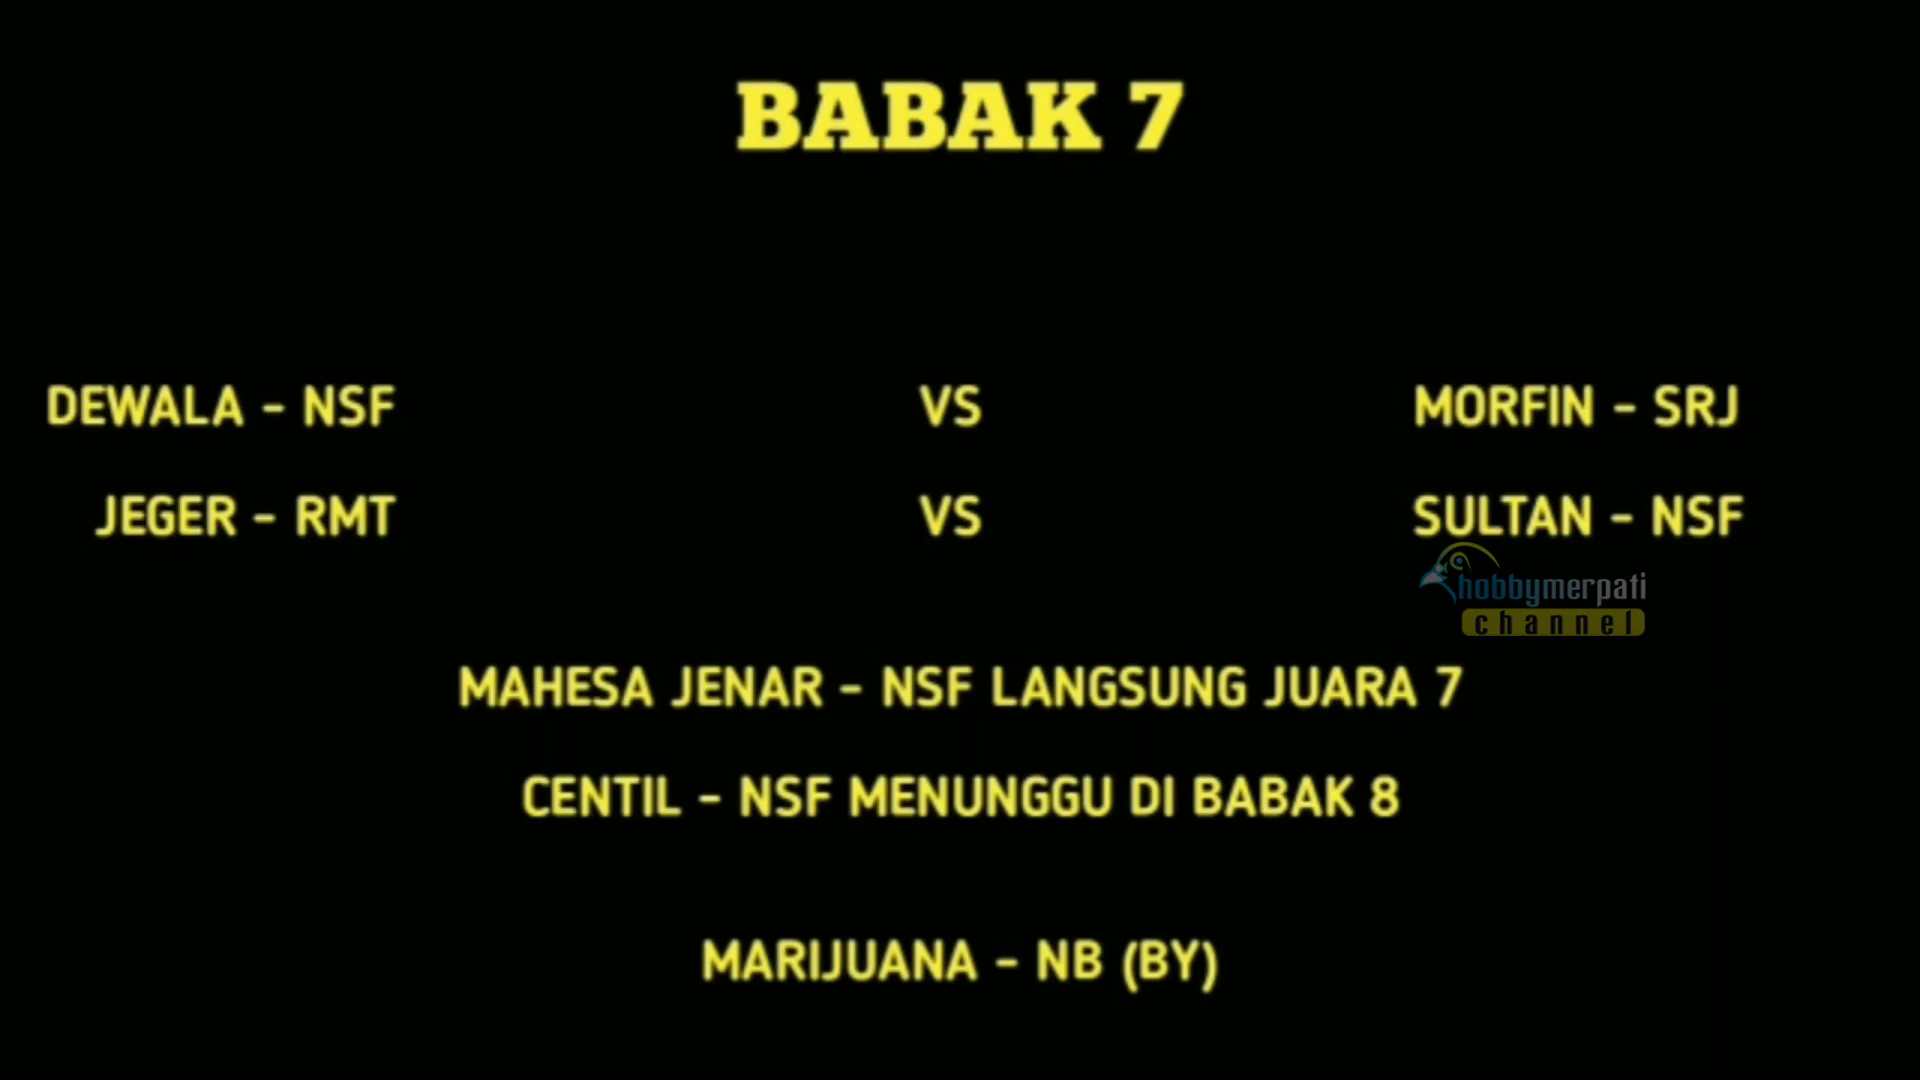 BABAK 7
DEWALA - NSF VS MORFIN - SRJ
JEGER - RMT VS SULTAN - NSF
hobbymerpati
channel
MAHESA JENAR - NSF LANGSUNG JUARA 7
CENTIL - NSF MENUNGGU DI BABAK 8
MARIJUANA - NB (BY)